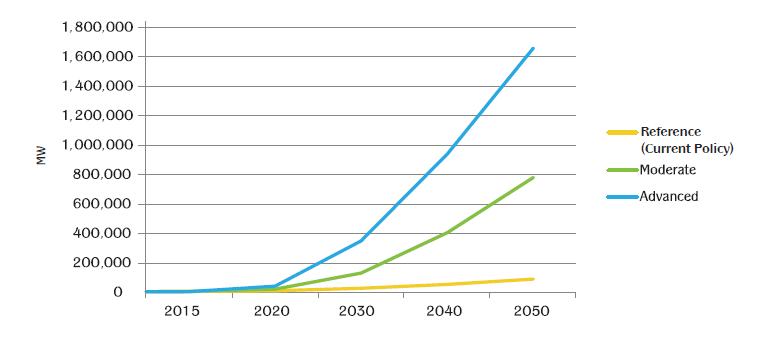 1,800,000
1,600,000
1,400,000
1,200,000
1,000,000
800,000
600,000
400,000
200,000
0
MW
2015 2020 2030 2040 2050
Reference
(Current Policy)
Moderate
Advanced